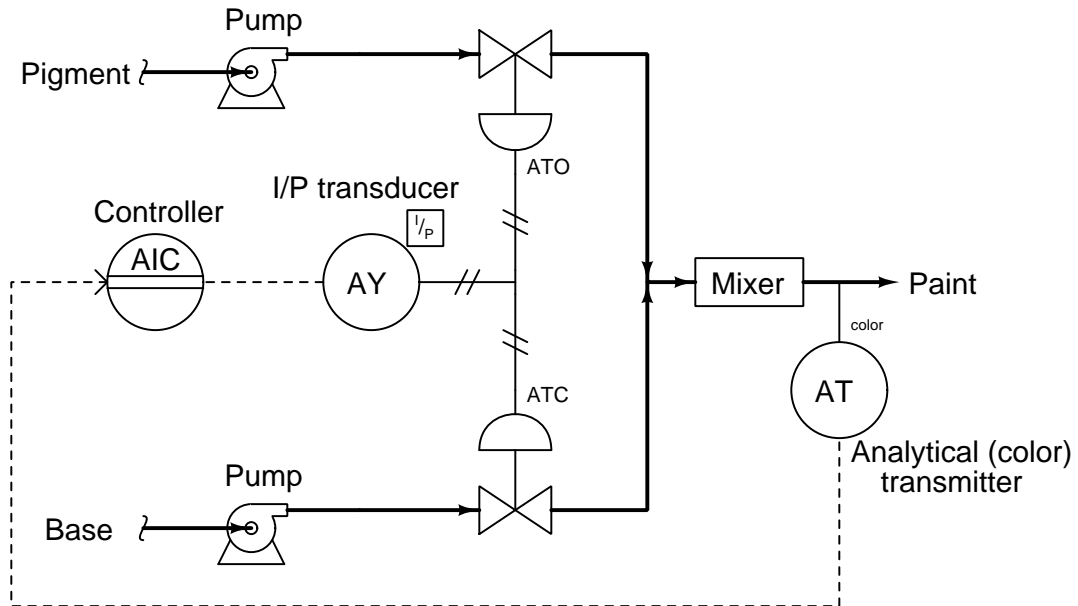 Pump
Pigment
ATO
I/P transducer
I/P
Controller
AIC
AY
Mixer
Paint
color
AT
ATC
Analytical (color)
transmitter
Pump
Base